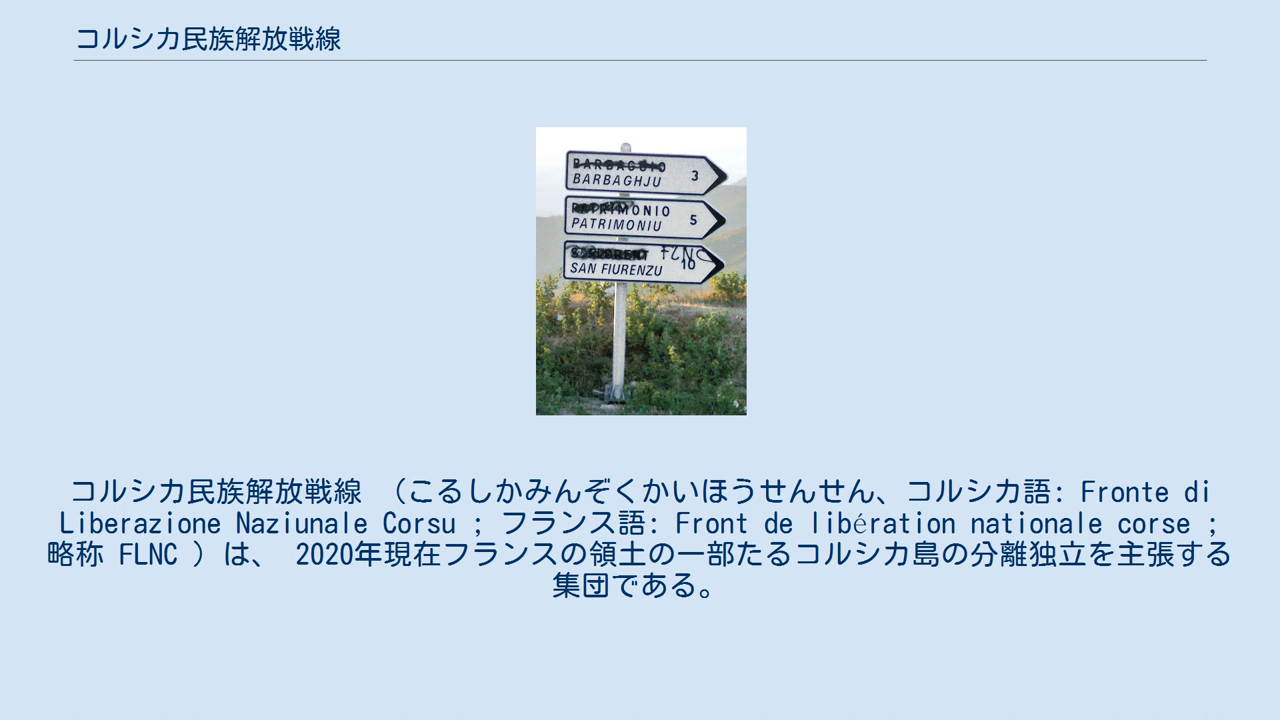 コルシカ民族解放戦線
BARBAGGIO
BARBAGHJU 3
PATRIMONIO
PATRIMONIU 5
FLNC
SAN FIURENZU 10
コルシカ民族解放戦線 （こるしかみんぞくかいほうせんせん、コルシカ語: Fronte di
Liberazione Naziunale Corsu ; フランス語: Front de libération nationale corse ;
略称 FLNC ）は、 2020年現在フランスの領土の一部たるコルシカ島の分離独立を主張する
集団である。